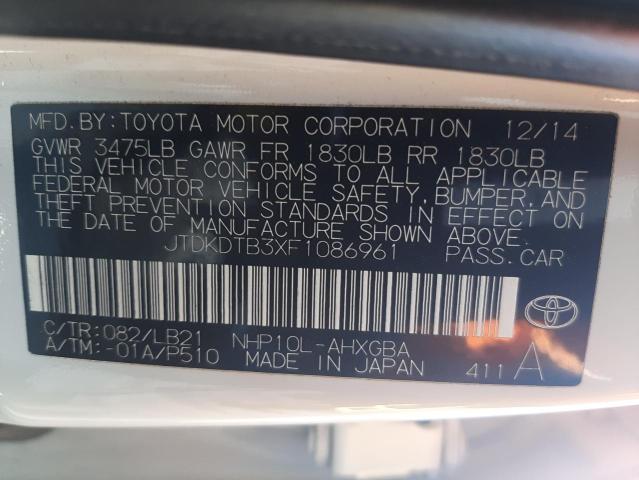 MFD.BY:TOYOTA MOTOR CORPORATION 12/14
GVWR 3475LB GAWR FR 1830LB RR 1830LB
THIS VEHICLE CONFORMS TO ALL APPLICABLE
FEDERAL MOTOR VEHICLE SAFETY,BUMPER,AND
THEFT PREVENTION STANDARDS IN EFFECT ON
THE DATE OF MANUFACTURE SHOWN ABOVE.
JTDKDTB3XF1086961 PASS.CAR
C/TR:082/LB21 NHP10L-AHXGBA
A/TM:-01A/P510 MADE IN JAPAN 411 A